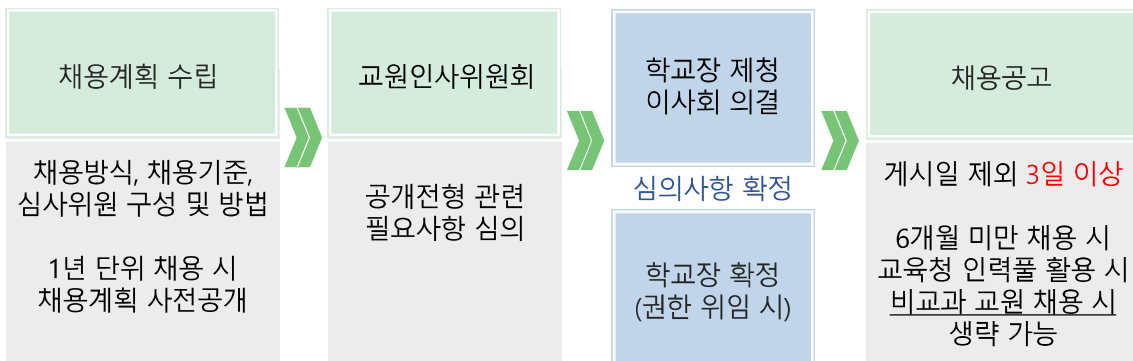 채용계획 수립
채용방식, 채용기준,
심사위원 구성 및 방법
1년 단위 채용 시
채용계획 사전공개
교원인사위원회
공개전형 관련
필요사항 심의
학교장 제청
이사회 의결
심의사항 확정
학교장 확정
(권한 위임 시)
채용공고
게시일 제외 3일 이상
6개월 미만 채용 시
교육청 인력풀 활용 시
비교과 교원 채용 시
생략 가능